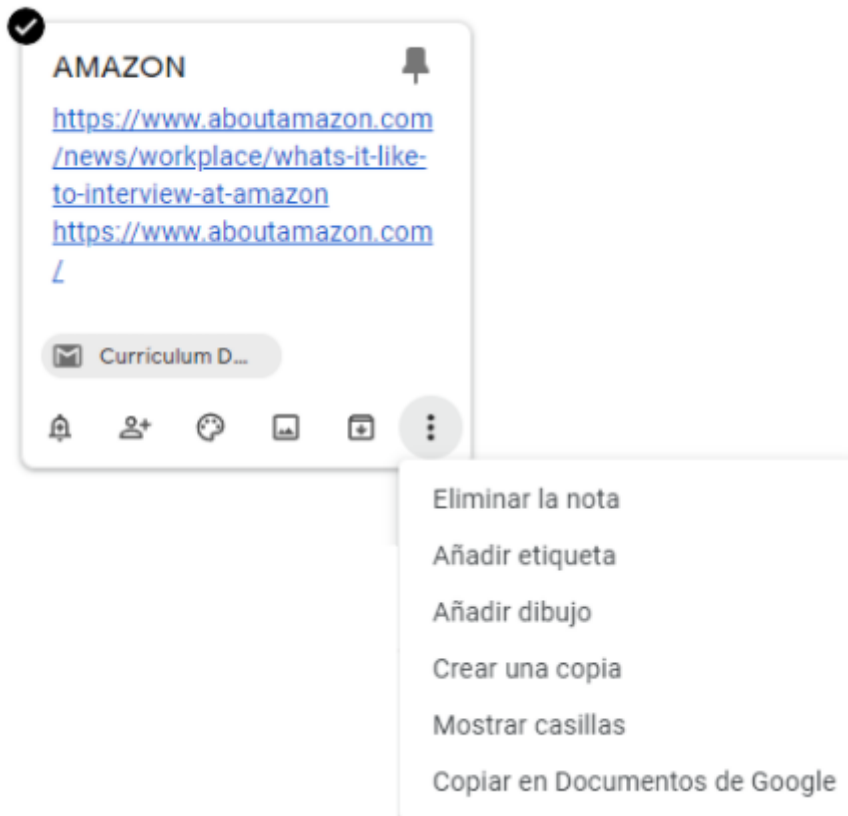 AMAZON
https://www.aboutamazon.com
/news/workplace/whats-it-like-
to-interview-at-amazon
https://www.aboutamazon.com
/
Curriculum D...
Eliminar la nota
Añadir etiqueta
Añadir dibujo
Crear una copia
Mostrar casillas
Copiar en Documentos de Google